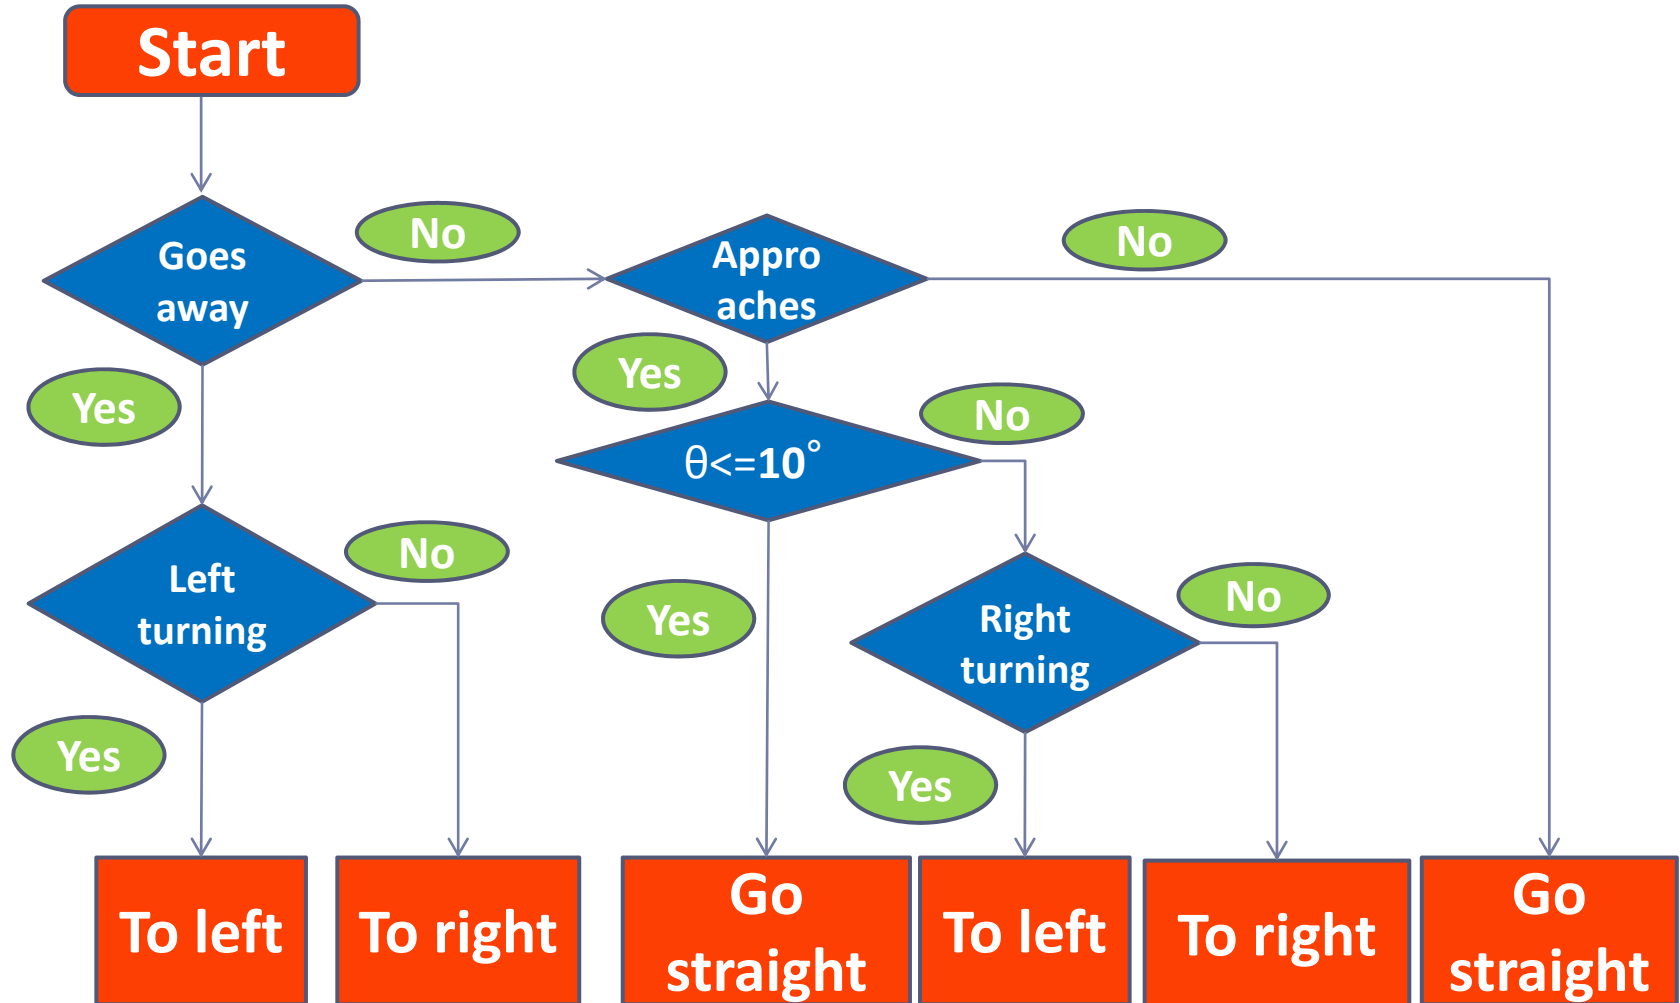 Start
Goes
away
No
Appro
aches
No
Yes
Yes
θ<=10°
No
Left
turning
No
Yes
Right
turning
No
Yes
Yes
To left
To right
Go
straight
To left
To right
Go
straight